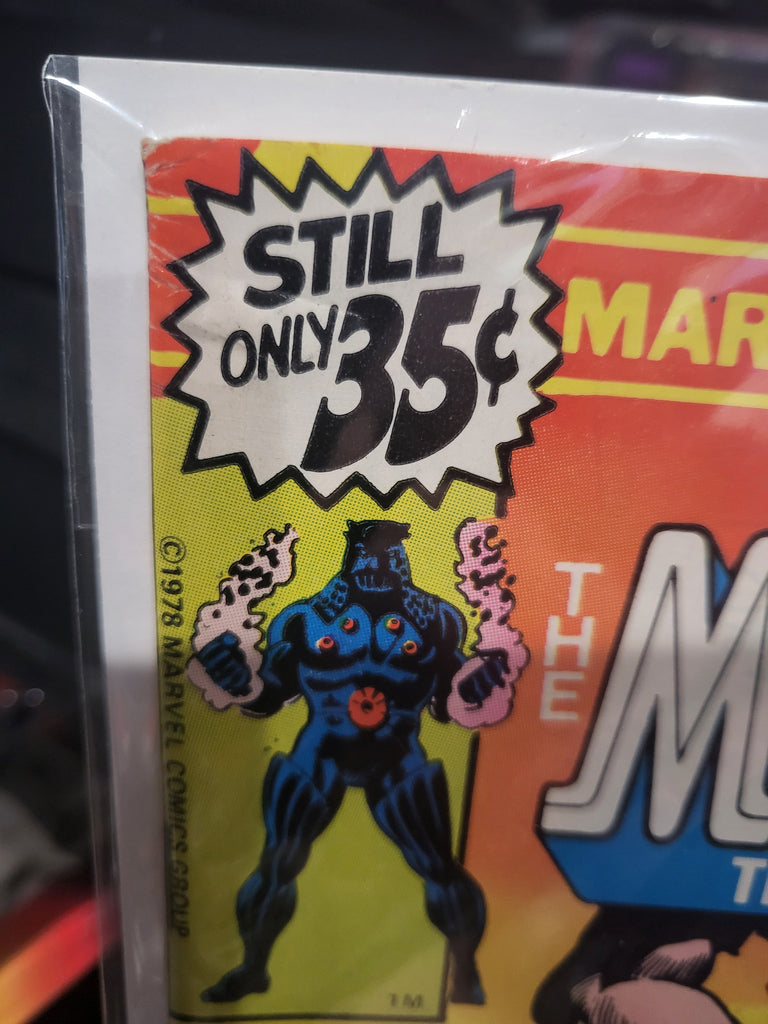 STILL
ONLY 35¢
MAR
©1978 MARVEL COMICS GROUP
THE
M
TM